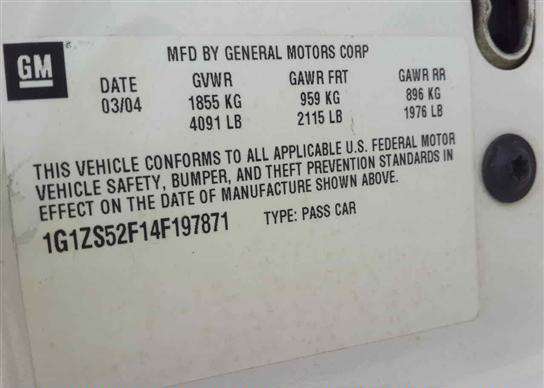 GM
MFD BY GENERAL MOTORS CORP
DATE GVWR GAWR FRT GAWR RR
03/04 1855 KG 959 KG 896 KG
4091 LB 2115 LB 1976 LB
THIS VEHICLE CONFORMS TO ALL APPLICABLE U.S. FEDERAL MOTOR
VEHICLE SAFETY, BUMPER, AND THEFT PREVENTION STANDARDS IN
EFFECT ON THE DATE OF MANUFACTURE SHOWN ABOVE.
1G1ZS52F14F197871 TYPE: PASS CAR